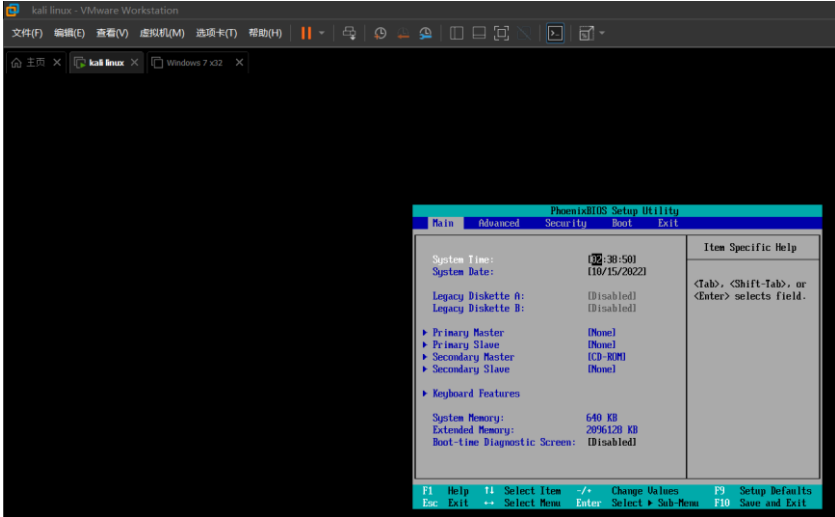 kali linux - VMware Workstation
文件(F) 编辑(E) 查看(V) 虚拟机(M) 选项卡(T) 帮助(H)
主页 kali linux Windows 7 x32
PhoenixBIOS Setup Utility
Main Advanced Security Boot Exit
Item Specific Help
System Time: [02:38:50]
System Date: [10/15/2022]
<Tab>, <Shift-Tab>, or
<Enter> selects field.
Legacy Diskette A: [Disabled]
Legacy Diskette B: [Disabled]
Primary Master [None]
Primary Slave [None]
Secondary Master [CD-ROM]
Secondary Slave [None]
Keyboard Features
System Memory: 640 KB
Extended Memory: 2096128 KB
Boot-time Diagnostic Screen: [Disabled]
F1 Help ↑↓ Select Item -/+ Change Values F9 Setup Defaults
Esc Exit ↔ Select Menu Enter Select ▶ Sub-Menu F10 Save and Exit